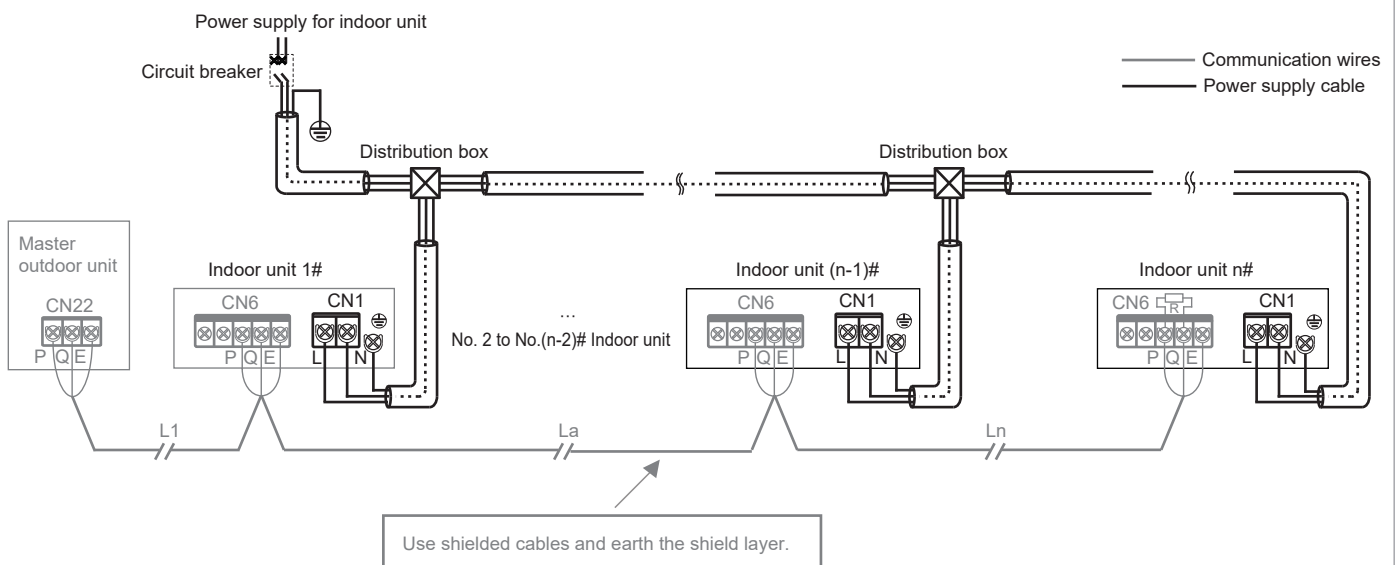 Power supply for indoor unit
Circuit breaker
Communication wires
Power supply cable
Distribution box
Distribution box
Master
outdoor unit
CN22
P Q E
Indoor unit 1#
CN6
CN1
P Q E
L N
...
No. 2 to No.(n-2)# Indoor unit
Indoor unit (n-1)#
CN6
CN1
P Q E
L N
Indoor unit n#
CN6
R
CN1
P Q E
L N
L1
La
Ln
Use shielded cables and earth the shield layer.